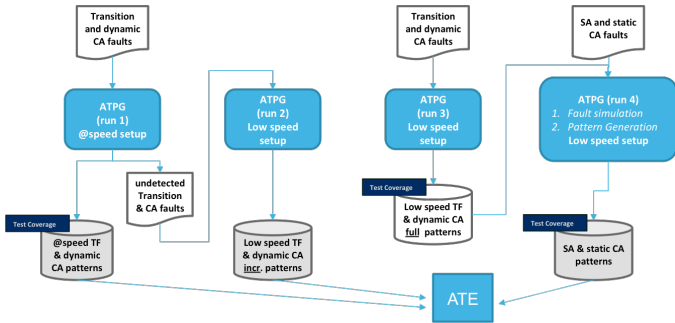 Transition
and dynamic
CA faults
Transition
and dynamic
CA faults
SA and static
CA faults
ATPG
(run 1)
@speed setup
ATPG
(run 2)
Low speed
setup
ATPG
(run 3)
Low speed
setup
ATPG (run 4)
1. Fault simulation
2. Pattern Generation
Low speed setup
undetected
Transition
& CA faults
Test Coverage
Low speed TF
& dynamic CA
full patterns
Test Coverage
@speed TF
& dynamic
CA patterns
Low speed TF
& dynamic CA
incr. patterns
Test Coverage
SA & static CA
patterns
ATE